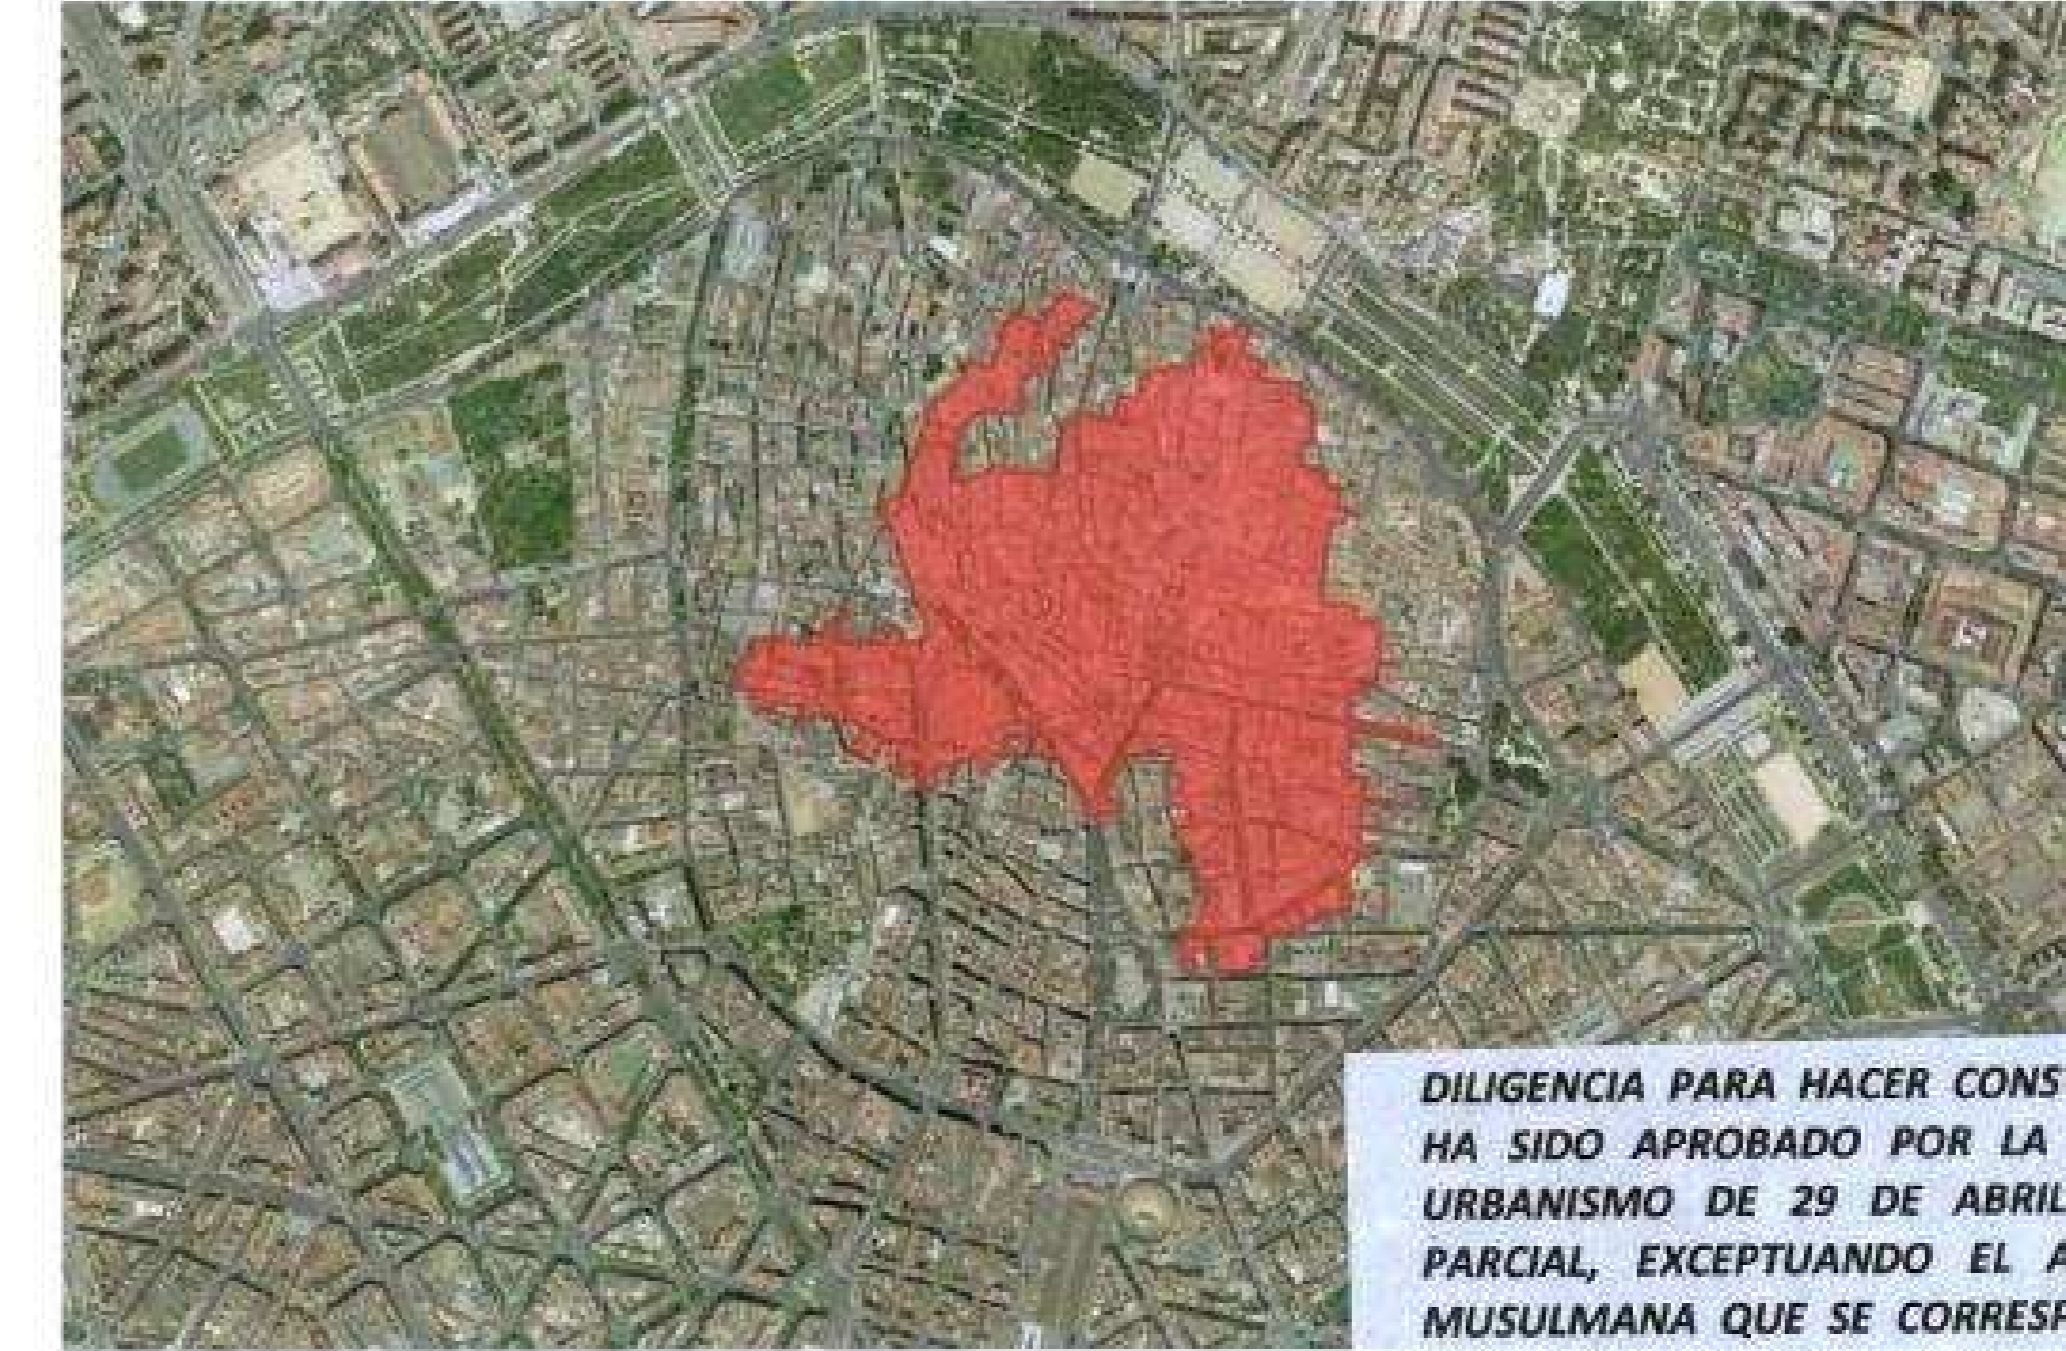 DILIGENCIA PARA HACER CONS
HA SIDO APROBADO POR LA
URBANISMO DE 29 DE ABRIL
PARCIAL, EXCEPTUANDO EL A
MUSULMANA QUE SE CORRESP